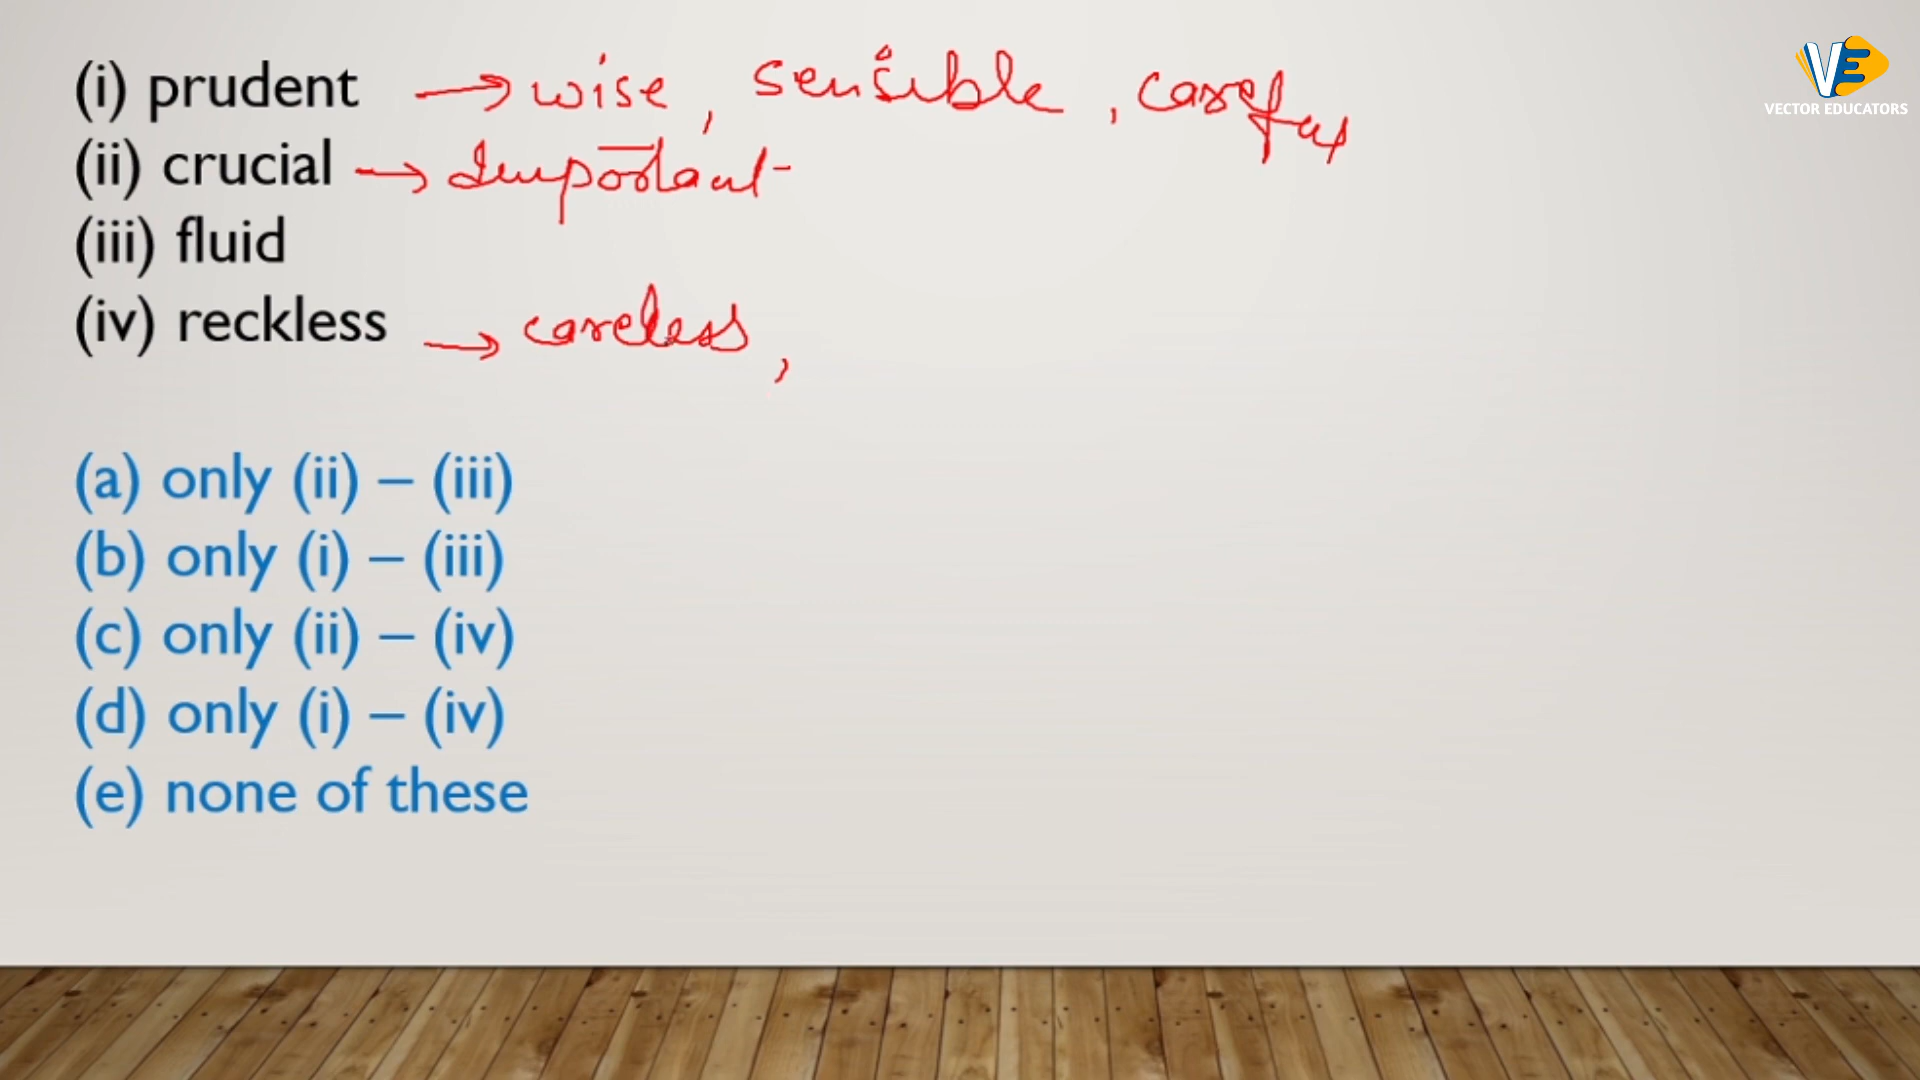 (i) prudent → wise, sensible, careful
VECTOR EDUCATORS
(ii) crucial → Important
(iii) fluid
(iv) reckless → careless,
(a) only (ii) – (iii)
(b) only (i) – (iii)
(c) only (ii) – (iv)
(d) only (i) – (iv)
(e) none of these